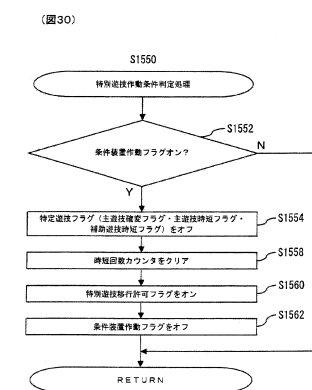 (図30)
S1550
特別遊技作動条件判定処理
S1552
条件装置作動フラグオン?
N
Y
特定遊技フラグ(主遊技確変フラグ・主遊技時短フラグ・
補助遊技時短フラグ)をオフ
S1554
時短回数カウンタをクリア
S1558
特別遊技移行許可フラグをオン
S1560
条件装置作動フラグをオフ
S1562
RETURN